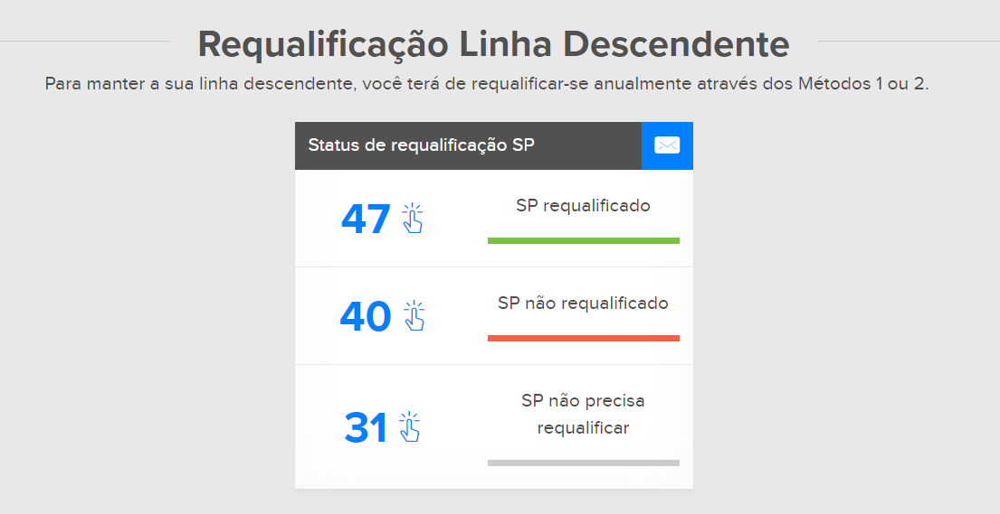 Requalificação Linha Descendente
Para manter a sua linha descendente, você terá de requalificar-se anualmente através dos Métodos 1 ou 2.
Status de requalificação SP
47
SP requalificado
40
SP não requalificado
31
SP não precisa
requalificar